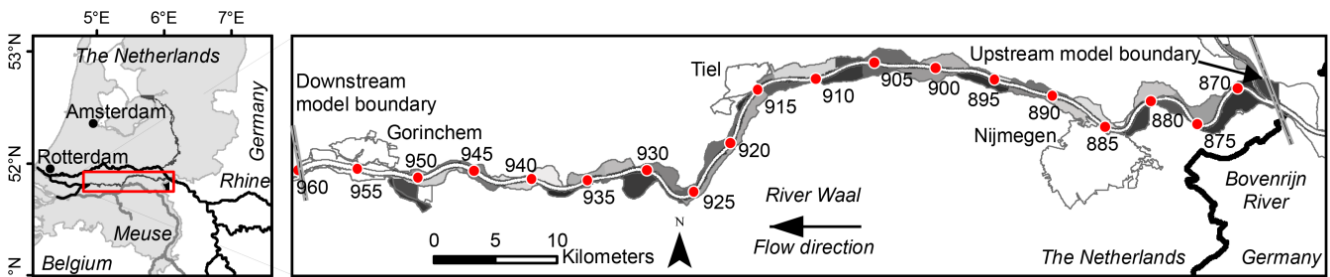 5°E 6°E 7°E
53°N
52°N
°N
The Netherlands
Amsterdam
Rotterdam
Germany
Rhine
Meuse
Belgium
Downstream
model boundary
Gorinchem
Tiel
Nijmegen
Upstream model boundary
960
955
950
945
940
935
930
925
920
915
910
905
900
895
890
885
880
875
870
Bovenrijn
River
River Waal
Flow direction
N
0 5 10
Kilometers
The Netherlands
Germany